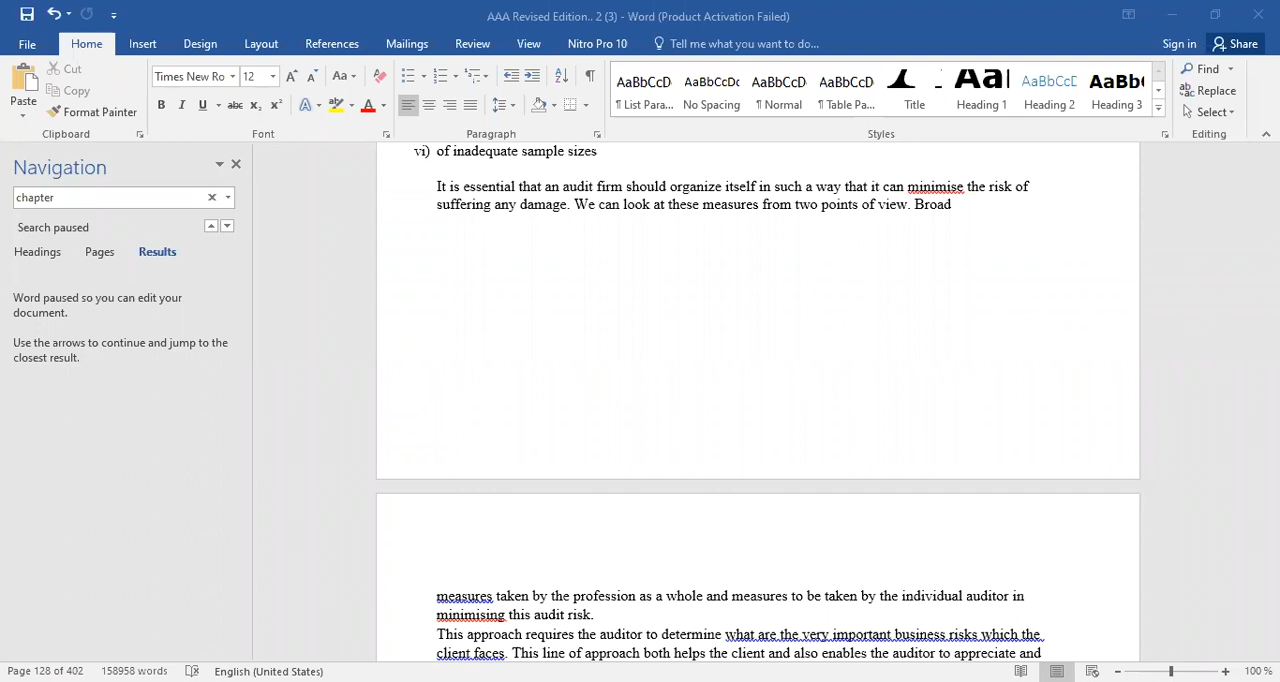 AAA Revised Edition.. 2 (3) - Word (Product Activation Failed)
File Home Insert Design Layout References Mailings Review View Nitro Pro 10 Tell me what you want to do... Sign in Share
Paste
Cut
Copy
Format Painter
Clipboard
Times New Ro 12
Font
Paragraph
AaBbCcD AaBbCcDc AaBbCcD AaBbCcD AaBl AaBbCcD AaBbC
¶ List Para... No Spacing ¶ Normal ¶ Table Pa... Title Heading 1 Heading 2 Heading 3
Styles
Find
Replace
Select
Editing
Navigation
chapter
Search paused
Headings Pages Results
Word paused so you can edit your
document.
Use the arrows to continue and jump to the
closest result.
vi) of inadequate sample sizes
It is essential that an audit firm should organize itself in such a way that it can minimise the risk of
suffering any damage. We can look at these measures from two points of view. Broad
measures taken by the profession as a whole and measures to be taken by the individual auditor in
minimising this audit risk.
This approach requires the auditor to determine what are the very important business risks which the
client faces. This line of approach both helps the client and also enables the auditor to appreciate and
Page 128 of 402 158958 words English (United States) 100 %